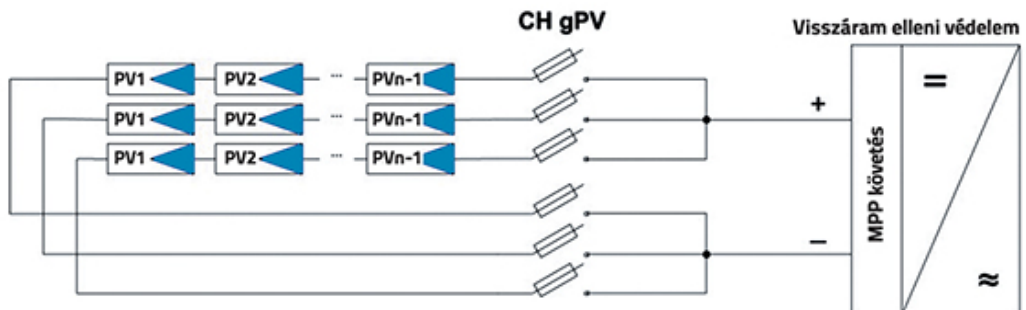 CH gPV
Visszáram elleni védelem
PV1 PV2 ... PVn-1
PV1 PV2 ... PVn-1
PV1 PV2 ... PVn-1
+
–
MPP követés
=
≈